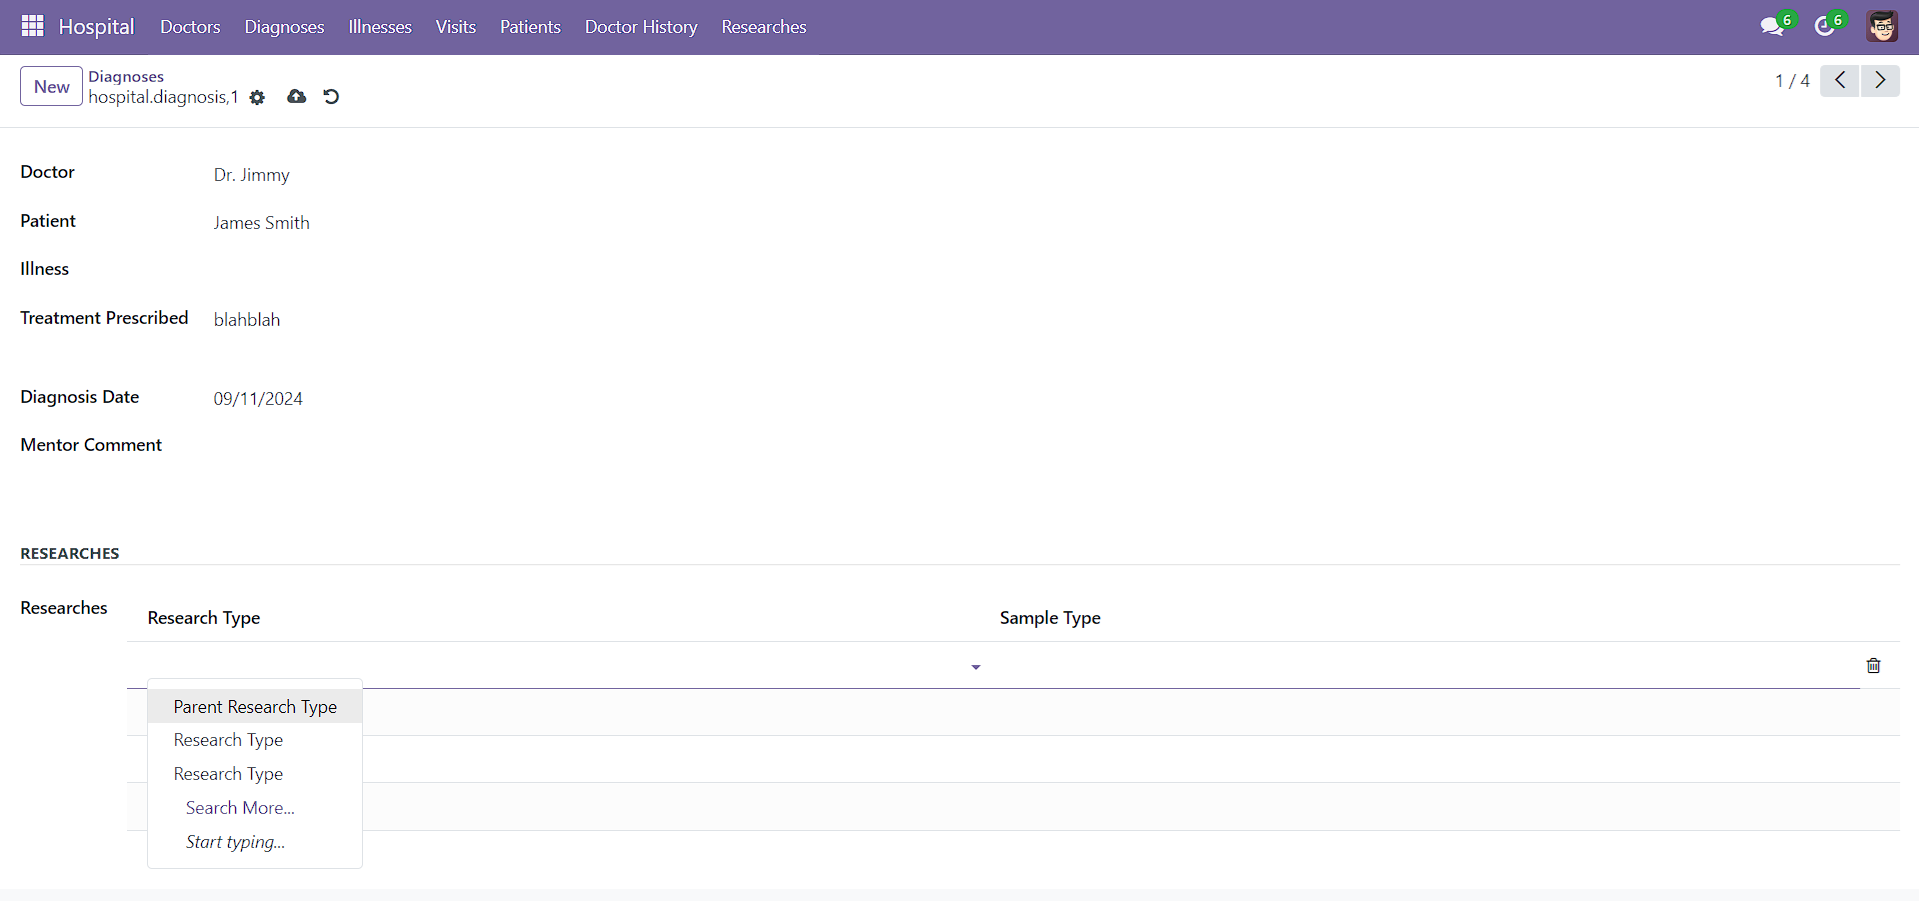 Hospital Doctors Diagnoses Illnesses Visits Patients Doctor History Researches 6 6
New Diagnoses
hospital.diagnosis,1
1 / 4
Doctor Dr. Jimmy
Patient James Smith
Illness
Treatment Prescribed blahblah
Diagnosis Date 09/11/2024
Mentor Comment
RESEARCHES
Researches Research Type Sample Type
Parent Research Type
Research Type
Research Type
Search More...
Start typing...